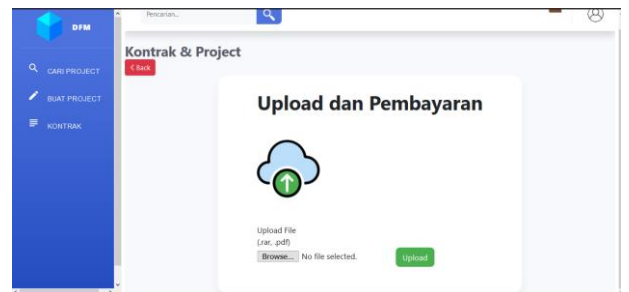 DFM
CARI PROJECT
BUAT PROJECT
KONTRAK
Pencarian...
Kontrak & Project
< Back
Upload dan Pembayaran
Upload File
(.rar, .pdf)
Browse... No file selected.
Upload